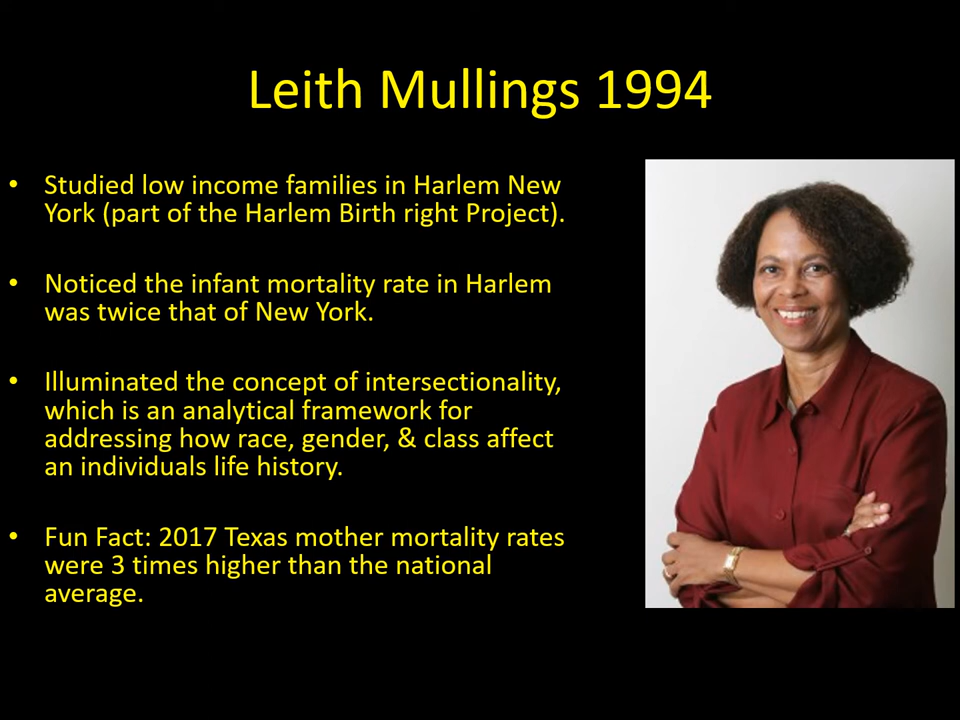 Leith Mullings 1994
• Studied low income families in Harlem New
York (part of the Harlem Birth right Project).
• Noticed the infant mortality rate in Harlem
was twice that of New York.
• Illuminated the concept of intersectionality,
which is an analytical framework for
addressing how race, gender, & class affect
an individuals life history.
• Fun Fact: 2017 Texas mother mortality rates
were 3 times higher than the national
average.